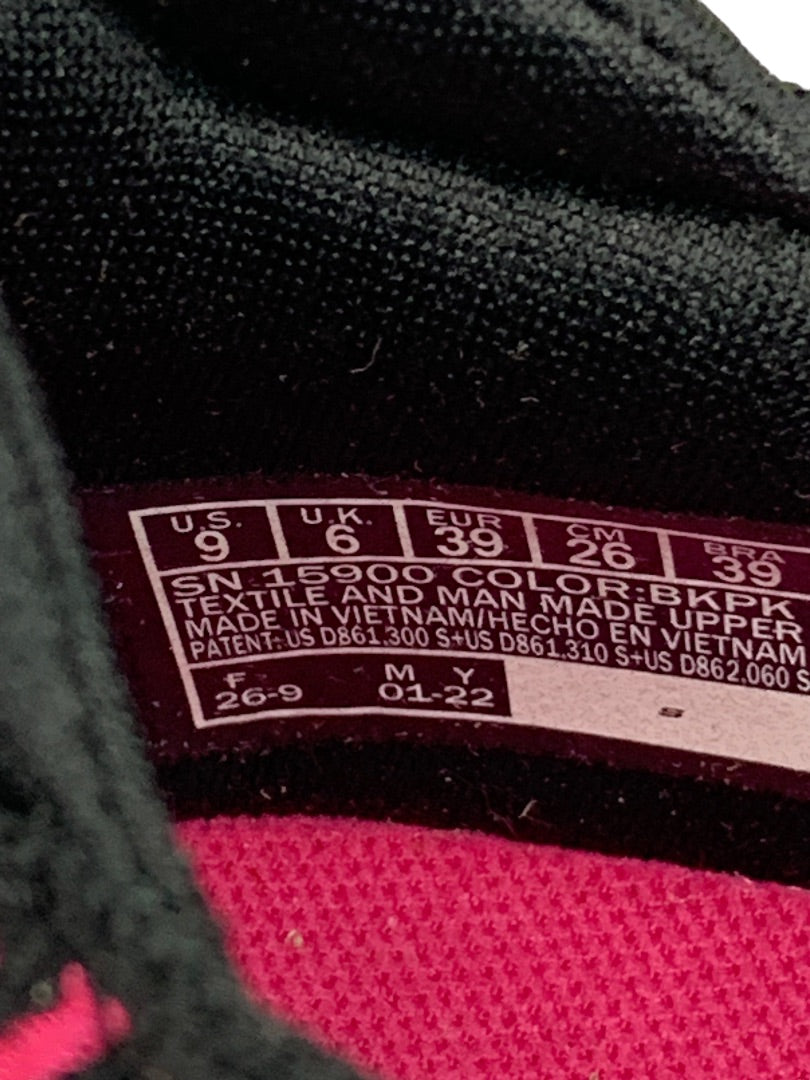 U.S. U.K. EUR CM BRA
9 6 39 26 39
SN 15900 COLOR:BKPK
TEXTILE AND MAN MADE UPPER
MADE IN VIETNAM/HECHO EN VIETNAM
PATENT: US D861,300 S+US D861,310 S+US D862,060 S
F M Y
26-9 01-22
S